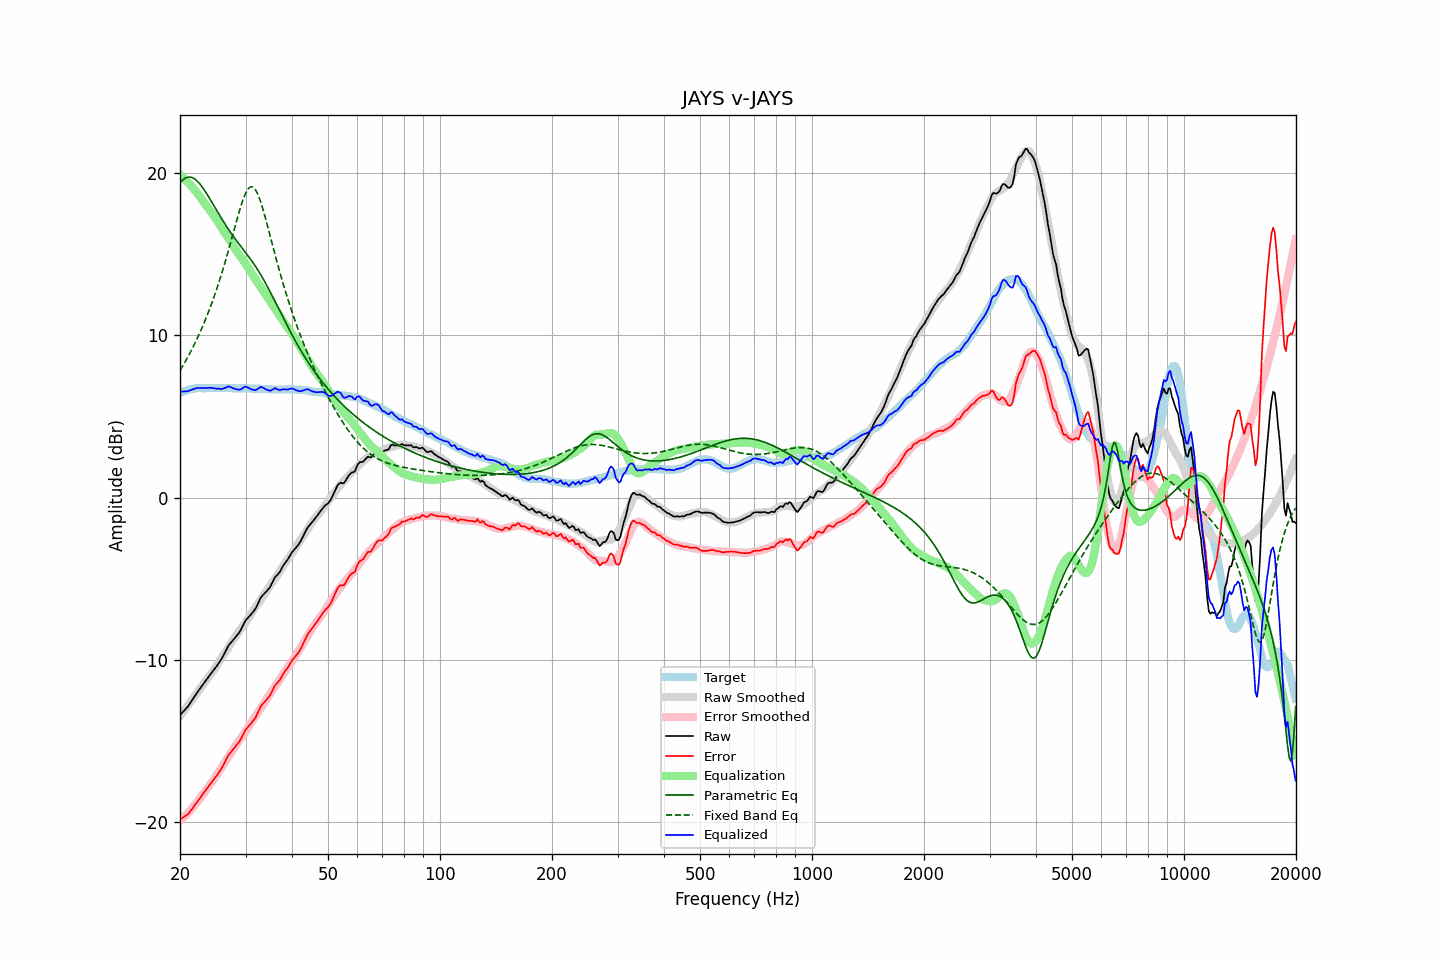 JAYS v-JAYS
Amplitude (dBr)
20
10
0
−10
−20
Target
Raw Smoothed
Error Smoothed
Raw
Error
Equalization
Parametric Eq
Fixed Band Eq
Equalized
20 50 100 200 500 1000 2000 5000 10000 20000
Frequency (Hz)